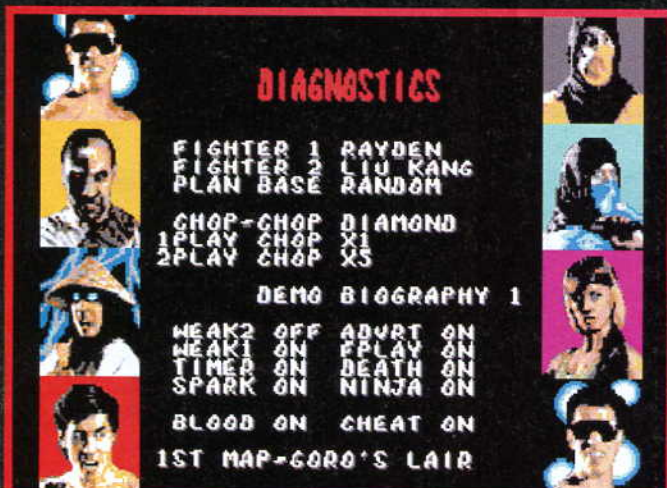 DIAGNOSTICS
FIGHTER 1 RAYDEN
FIGHTER 2 LIU KANG
PLAN BASE RANDOM
CHOP-CHOP DIAMOND
1PLAY CHOP X1
2PLAY CHOP X5
DEMO BIOGRAPHY 1
WEAK2 OFF ADVRT ON
WEAK1 ON FPLAY ON
TIMED ON DEATH ON
SPARK ON NINJA ON
BLOOD ON CHEAT ON
1ST MAP-GORO'S LAIR